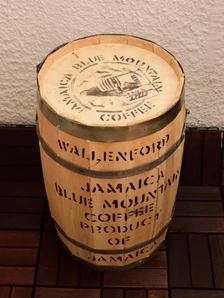 JAMAICA BLUE MOUNTAIN
COFFEE
WALLENFORD
JAMAICA
BLUE MOUNTAIN
COFFEE
PRODUCT
OF
JAMAICA